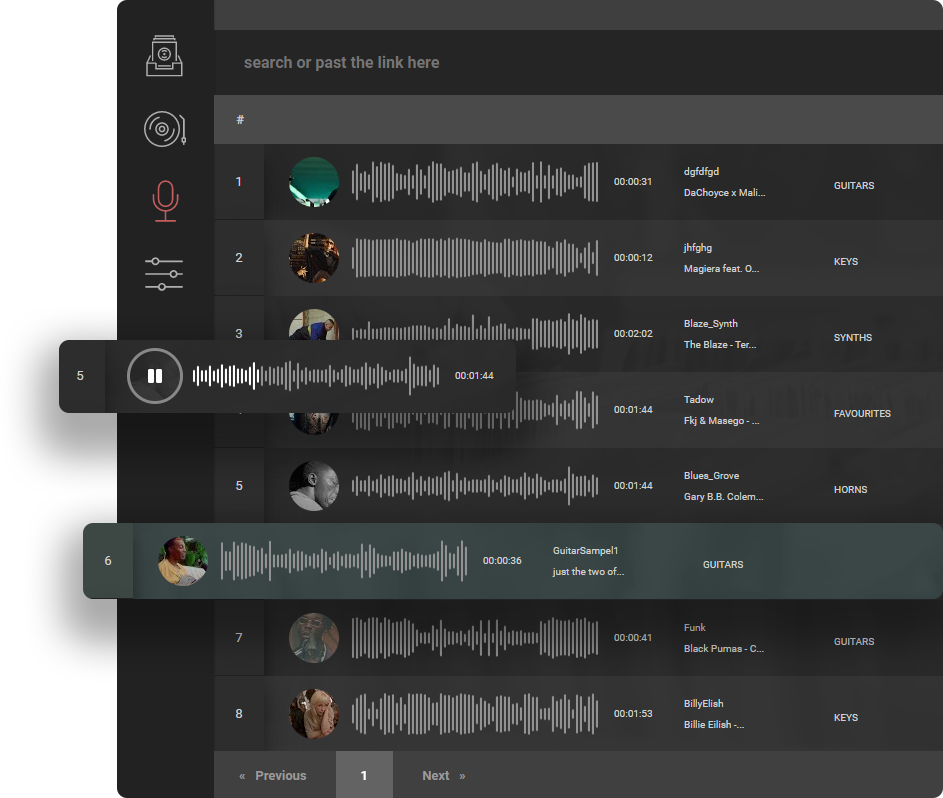 search or past the link here
#
1
00:00:31
dgfdfgd
DaChoyce x Mali...
GUITARS
2
00:00:12
jhfghg
Magiera feat. O...
KEYS
3
00:02:02
Blaze_Synth
The Blaze - Ter...
SYNTHS
5
00:01:44
00:01:44
Tadow
Fkj & Masego - ...
FAVOURITES
5
00:01:44
Blues_Grove
Gary B.B. Colem...
HORNS
6
00:00:36
GuitarSampel1
just the two of...
GUITARS
7
00:00:41
Funk
Black Pumas - C...
GUITARS
8
00:01:53
BillyElish
Billie Eilish -...
KEYS
« Previous
1
Next »